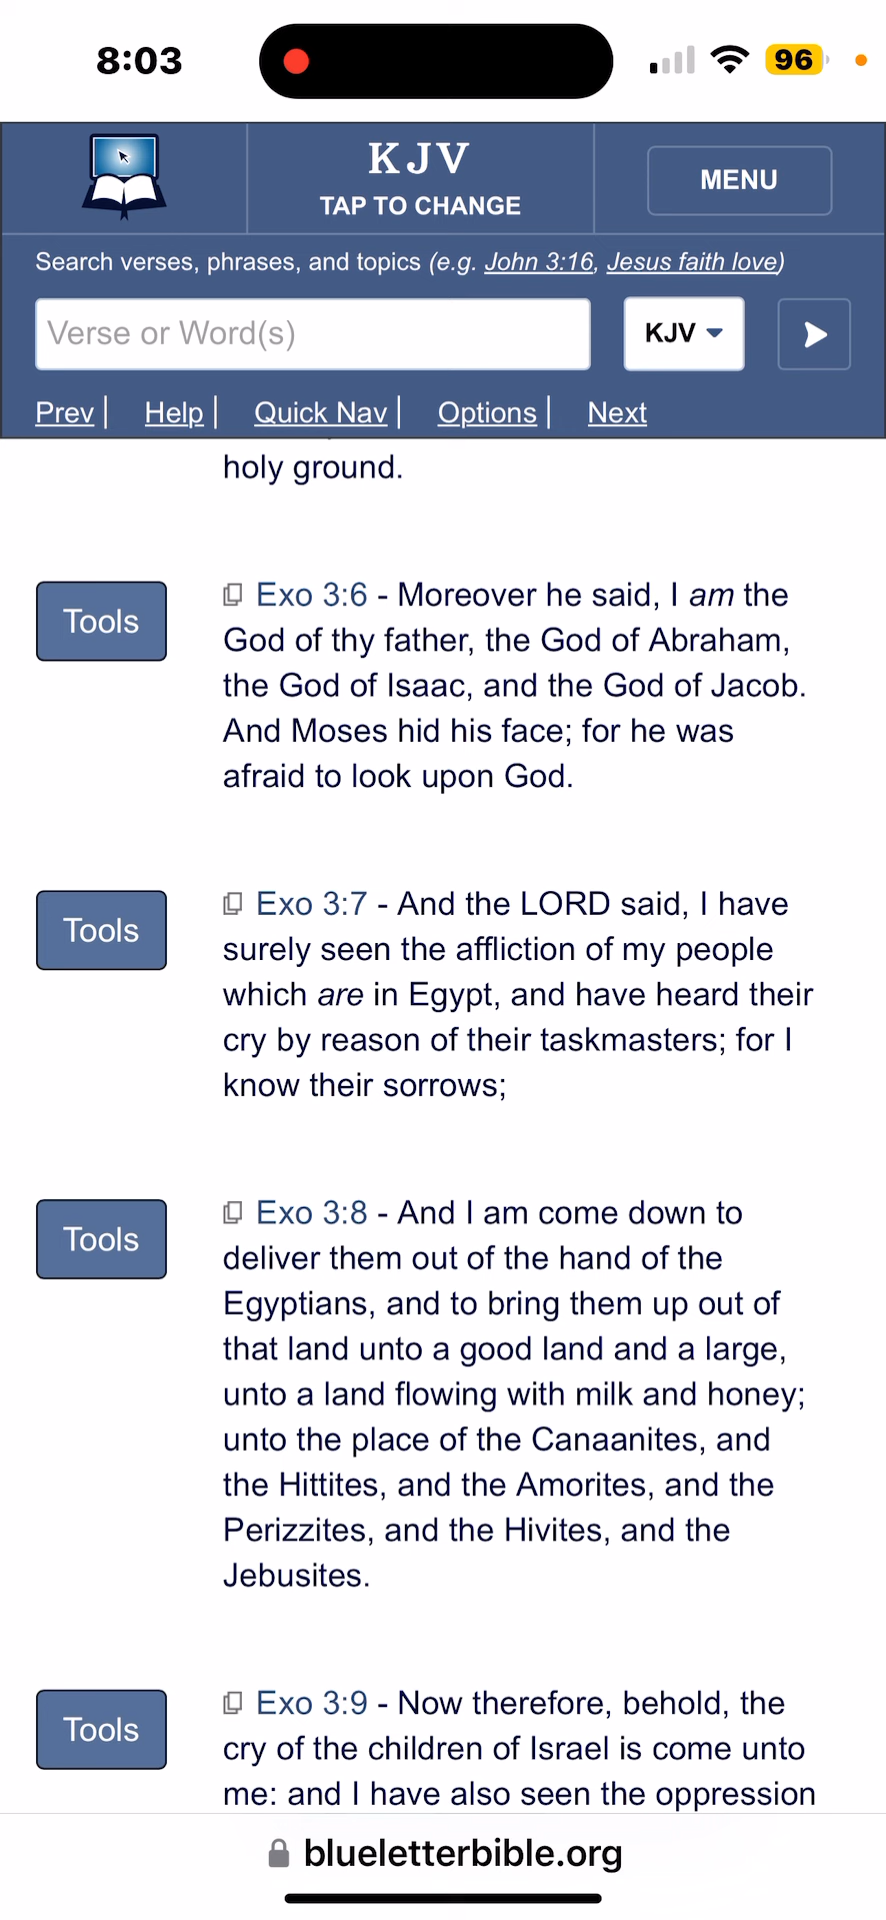 8:03
96
KJV
TAP TO CHANGE
MENU
Search verses, phrases, and topics (e.g. John 3:16, Jesus faith love)
Verse or Word(s)
KJV
Prev | Help | Quick Nav | Options | Next
holy ground.
Tools
Exo 3:6 - Moreover he said, I am the
God of thy father, the God of Abraham,
the God of Isaac, and the God of Jacob.
And Moses hid his face; for he was
afraid to look upon God.
Tools
Exo 3:7 - And the LORD said, I have
surely seen the affliction of my people
which are in Egypt, and have heard their
cry by reason of their taskmasters; for I
know their sorrows;
Tools
Exo 3:8 - And I am come down to
deliver them out of the hand of the
Egyptians, and to bring them up out of
that land unto a good land and a large,
unto a land flowing with milk and honey;
unto the place of the Canaanites, and
the Hittites, and the Amorites, and the
Perizzites, and the Hivites, and the
Jebusites.
Tools
Exo 3:9 - Now therefore, behold, the
cry of the children of Israel is come unto
me: and I have also seen the oppression
blueletterbible.org